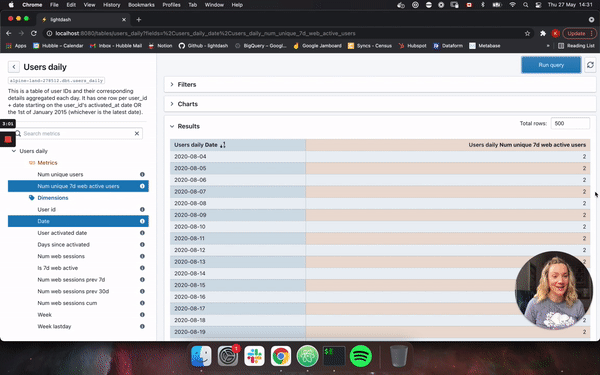 Chrome File Edit View History Bookmarks Profiles Tab Window Help Thu 27 May 14:31
lightdash
localhost:8080/tables/users_daily?fields=%2Cusers_daily_date%2Cusers_daily_num_unique_7d_web_active_users
Update
Apps Hubble - Calendar Inbox - Hubble Mail Notion Github - lightdash BigQuery – Googl... Google Jamboard Syncs - Census Hubspot Dataform Metabase Reading List
Users daily
Run query
alpine-land-278512.dbt.users_daily
This is a table of user IDs and their corresponding
details aggregated each day. It has one row per user_id
+ date starting on the user_id's activated_at date OR
the 1st of January 2015 (whichever is the latest date).
3:01
Search metrics
Users daily
Metrics
Num unique users
Num unique 7d web active users
Dimensions
User id
Date
User activated date
Days since activated
Num web sessions
Is 7d web active
Num web sessions prev 7d
Num web sessions prev 30d
Num web sessions cum
Week
Week lastday
Filters
Charts
Results
Total rows: 500
Users daily Date Users daily Num unique 7d web active users
2020-08-04 2
2020-08-05 2
2020-08-06 2
2020-08-07 2
2020-08-08 2
2020-08-09 2
2020-08-10 2
2020-08-11 2
2020-08-12 2
2020-08-13 2
2020-08-14
2020-08-15
2020-08-16
2020-08-17
2020-08-18 2
2020-08-19 2